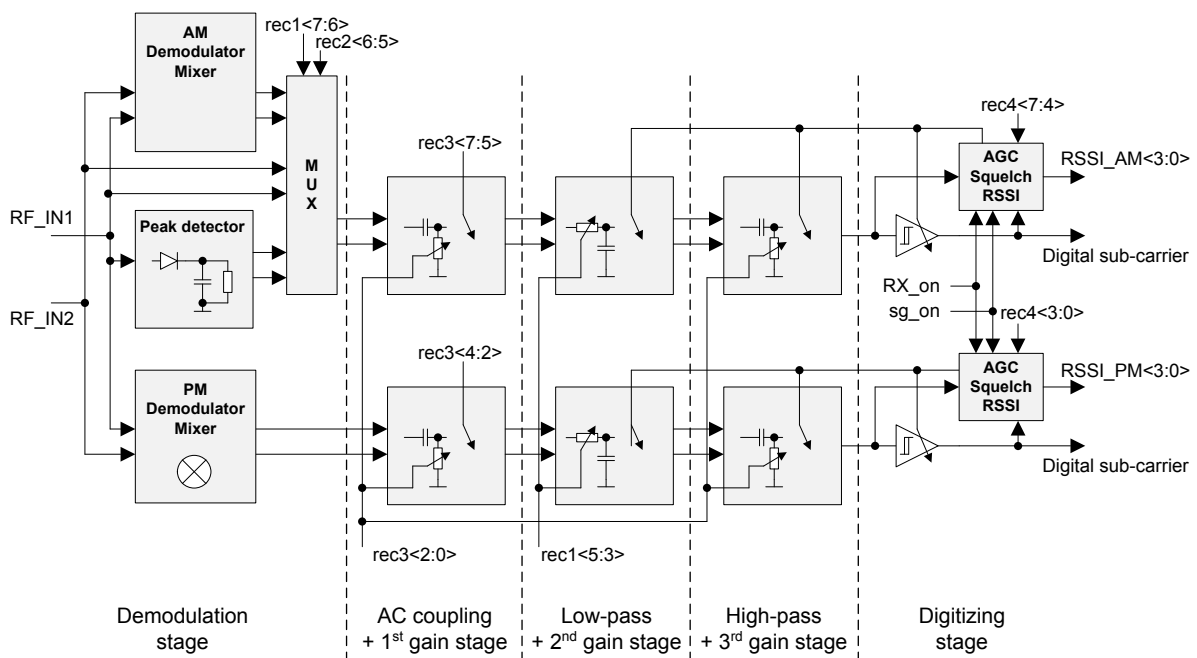 AM
Demodulator
Mixer
rec1<7:6>
rec2<6:5>
MUX
RF_IN1
Peak detector
RF_IN2
PM
Demodulator
Mixer
rec3<7:5>
rec3<4:2>
rec3<2:0>
rec1<5:3>
rec4<7:4>
AGC
Squelch
RSSI
RSSI_AM<3:0>
Digital sub-carrier
RX_on
sg_on
rec4<3:0>
AGC
Squelch
RSSI
RSSI_PM<3:0>
Digital sub-carrier
Demodulation
stage
AC coupling
+ 1st gain stage
Low-pass
+ 2nd gain stage
High-pass
+ 3rd gain stage
Digitizing
stage